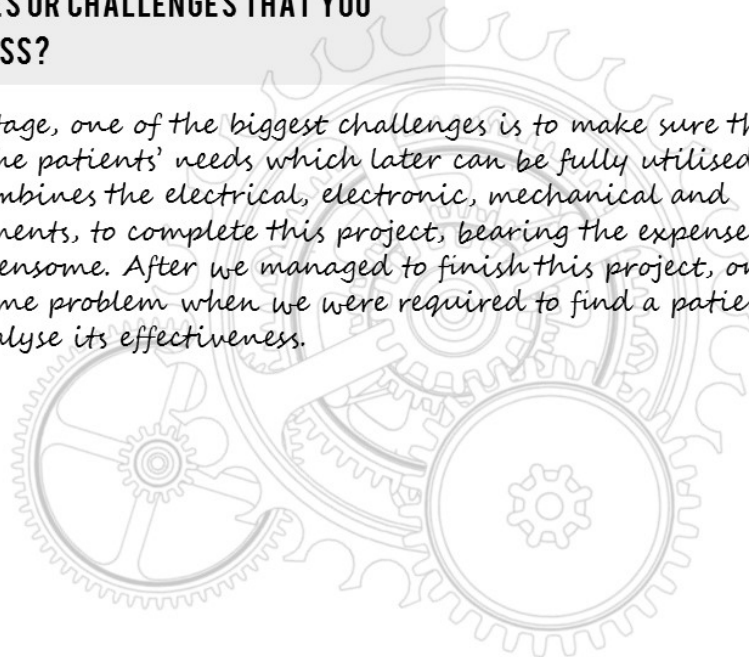 ES OR CHALLENGES THAT YOU
SS?
tage, one of the biggest challenges is to make sure th
he patients' needs which later can be fully utilised
mbines the electrical, electronic, mechanical and
nents, to complete this project, bearing the expense
ensome. After we managed to finish this project, on
me problem when we were required to find a patie
alyse its effectiveness.